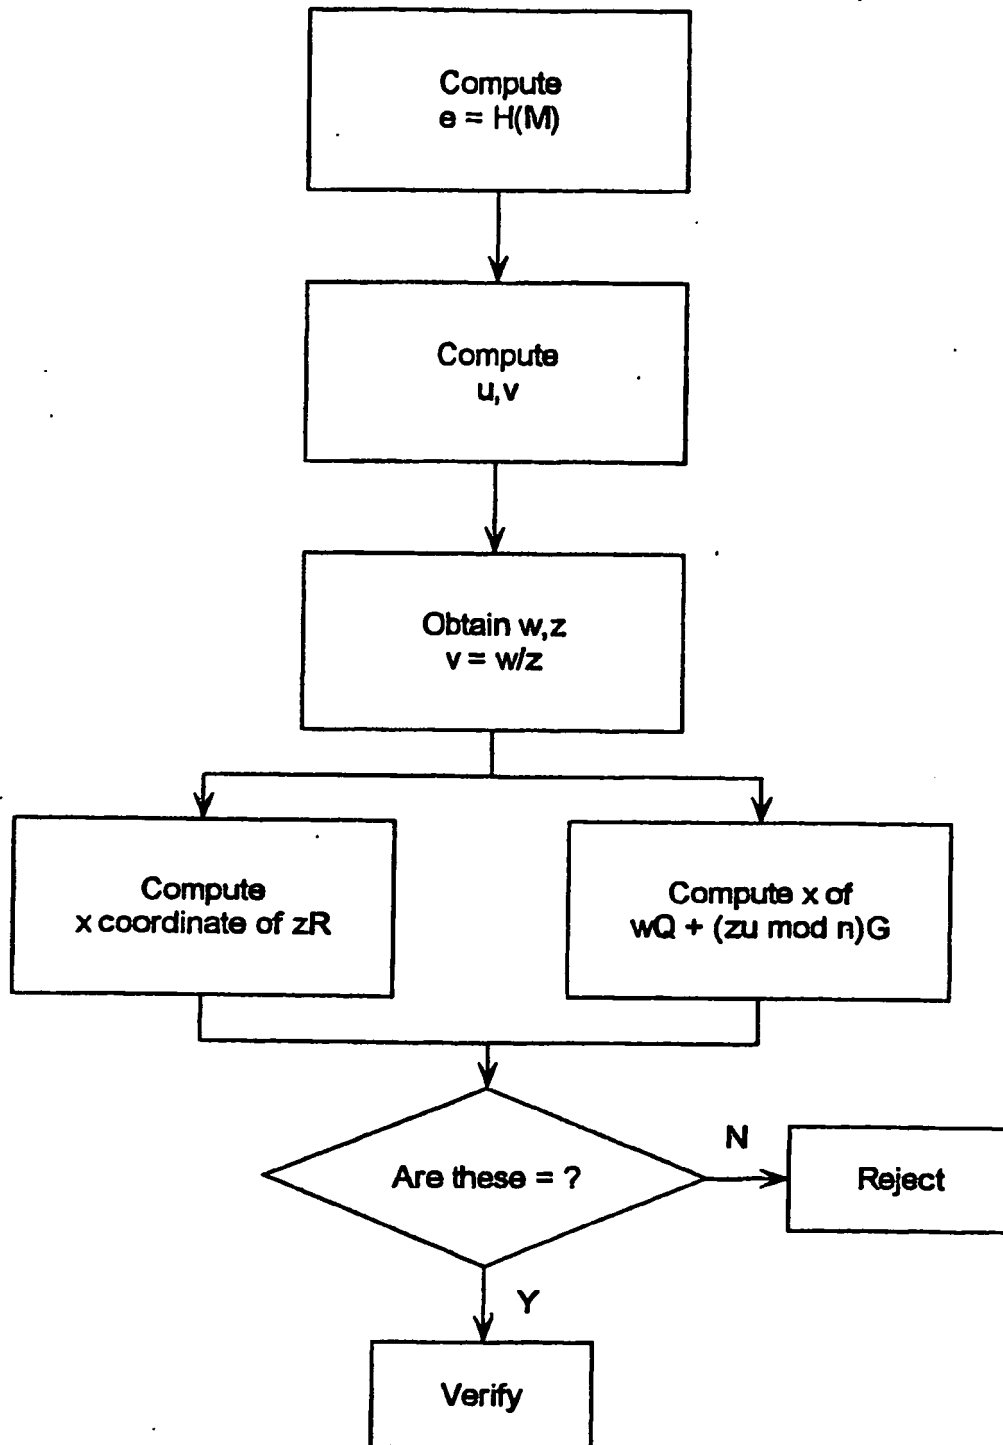 Compute
e = H(M)
Compute
u,v
Obtain w,z
v = w/z
Compute
x coordinate of zR
Compute x of
wQ + (zu mod n)G
Are these = ?
N
Reject
Y
Verify